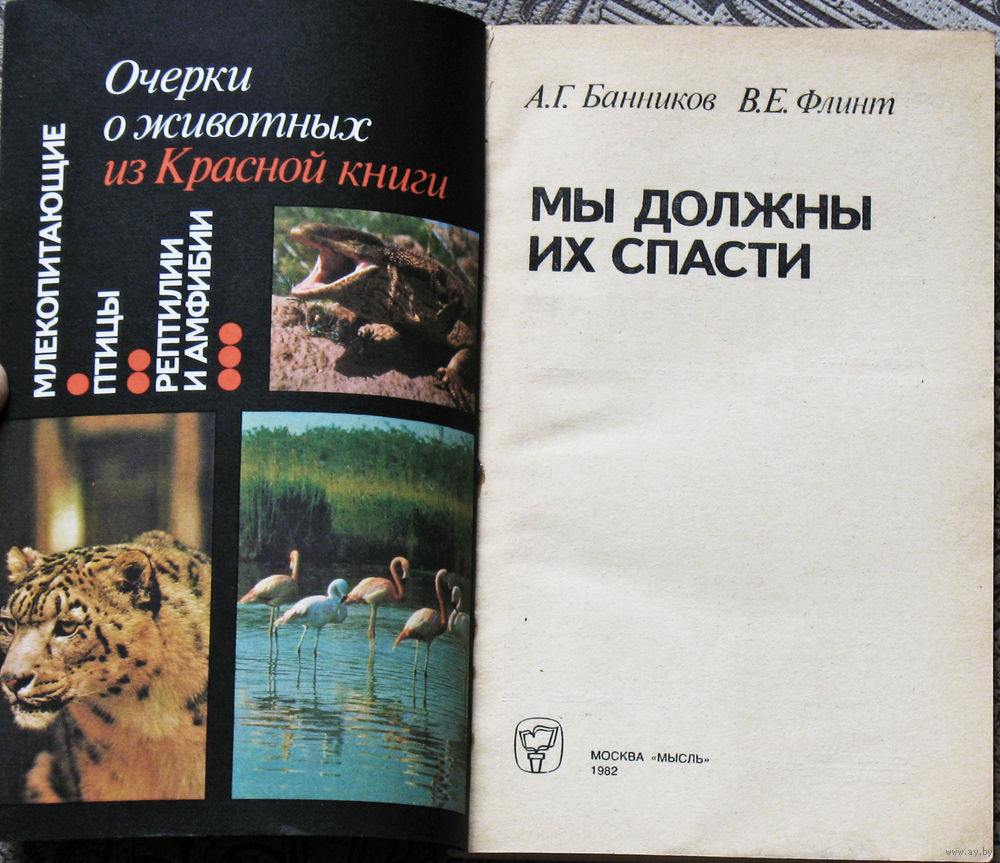 Очерки
о животных
из Красной книги
МЛЕКОПИТАЮЩИЕ
ПТИЦЫ
РЕПТИЛИИ
И АМФИБИИ
А.Г. Банников В.Е. Флинт
МЫ ДОЛЖНЫ
ИХ СПАСТИ
МОСКВА «МЫСЛЬ»
1982
www.ay.by